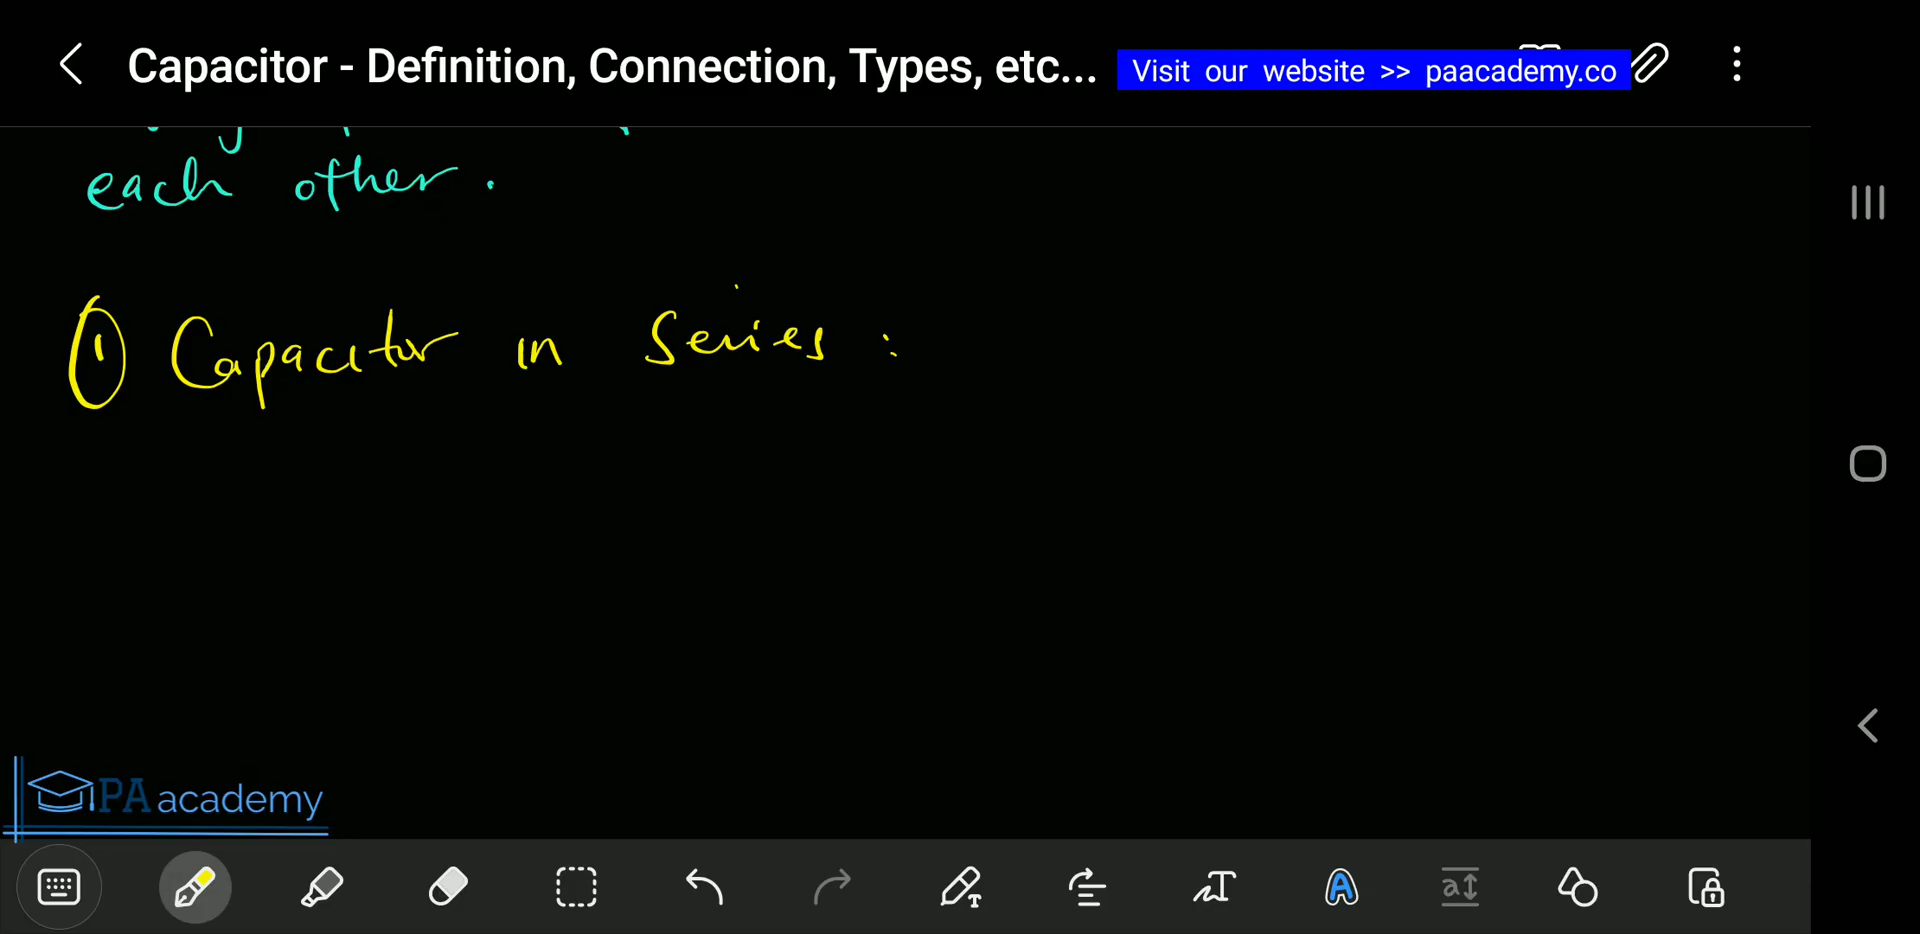 Capacitor - Definition, Connection, Types, etc...
Visit our website >> paacademy.co
each other.
① Capacitor in Series :
PA academy